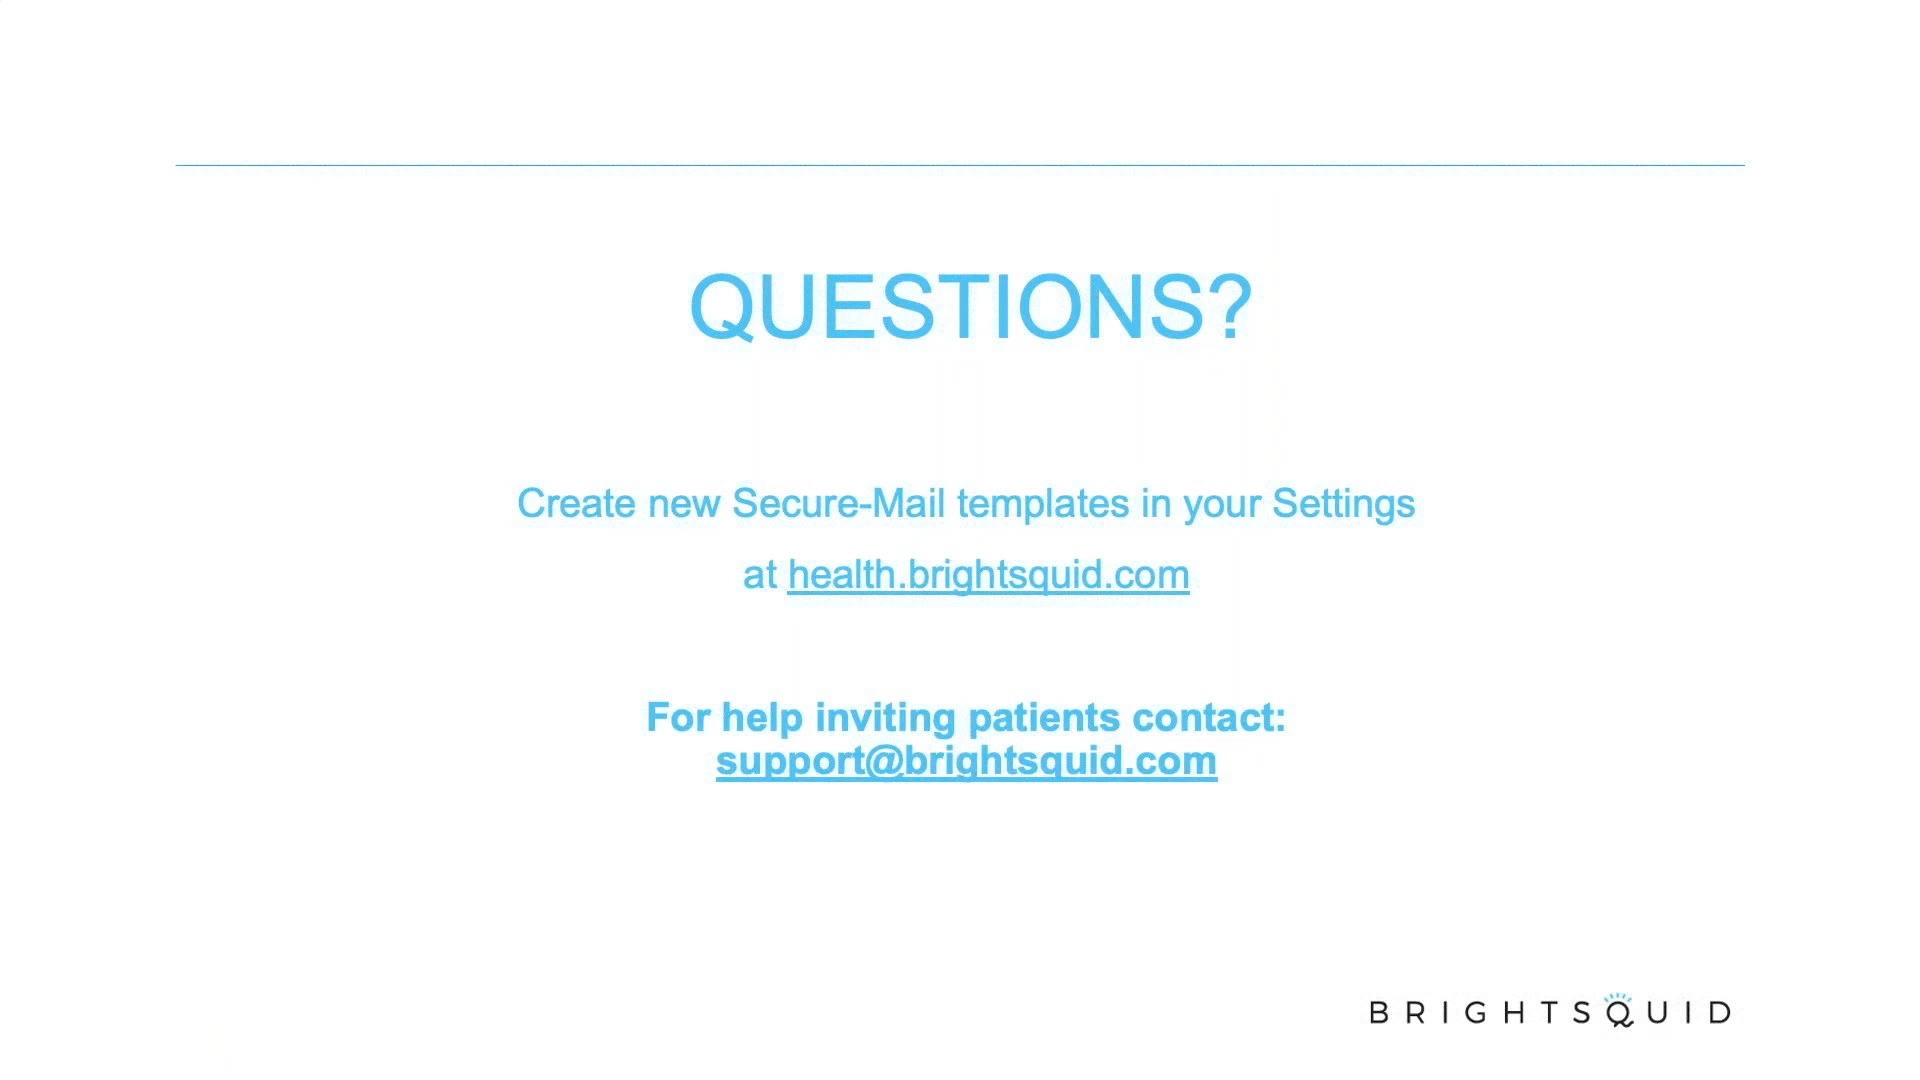 QUESTIONS?
Create new Secure-Mail templates in your Settings
at health.brightsquid.com
For help inviting patients contact:
support@brightsquid.com
BRIGHTSQUID